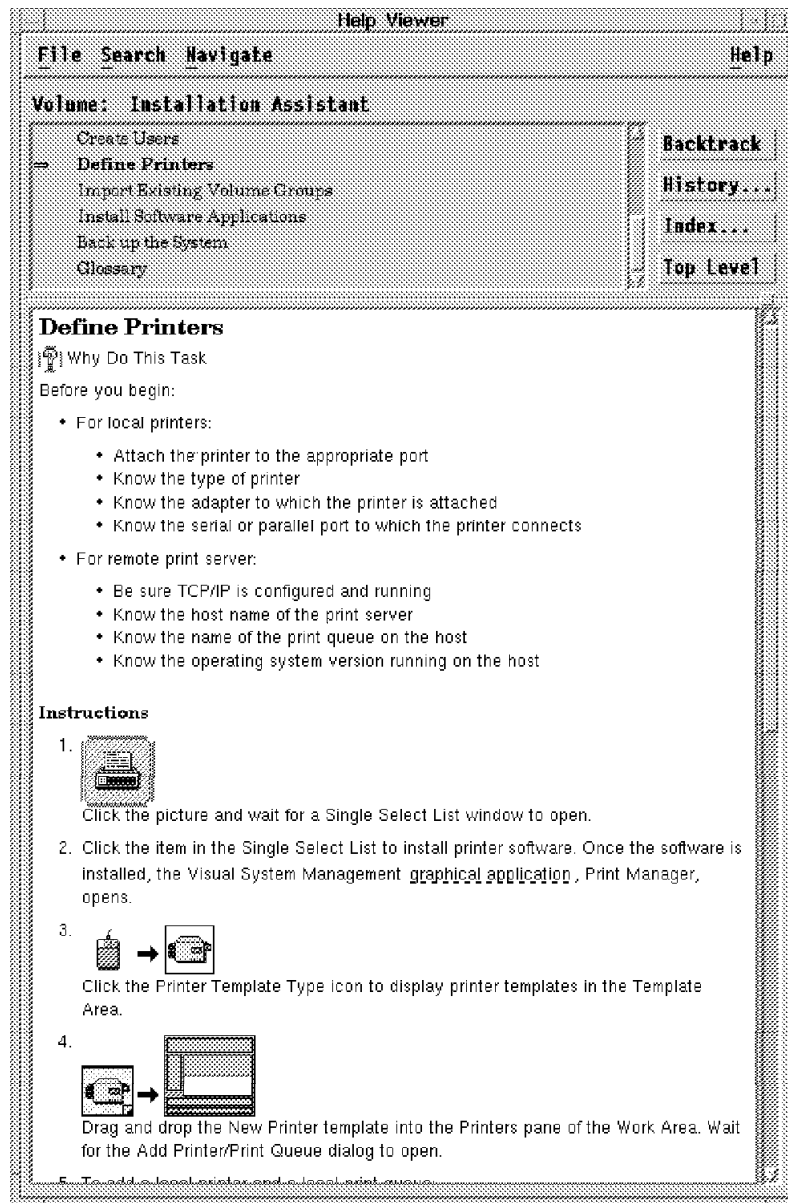 Help Viewer
File Search Navigate Help
Volume: Installation Assistant
Create Users
⇒ Define Printers
Import Existing Volume Groups
Install Software Applications
Back up the System
Glossary
Backtrack
History...
Index...
Top Level
Define Printers
Why Do This Task
Before you begin:
• For local printers:
• Attach the printer to the appropriate port
• Know the type of printer
• Know the adapter to which the printer is attached
• Know the serial or parallel port to which the printer connects
• For remote print server:
• Be sure TCP/IP is configured and running
• Know the host name of the print server
• Know the name of the print queue on the host
• Know the operating system version running on the host
Instructions
1.
Click the picture and wait for a Single Select List window to open.
2. Click the item in the Single Select List to install printer software. Once the software is
installed, the Visual System Management graphical application , Print Manager,
opens.
3.
Click the Printer Template Type icon to display printer templates in the Template
Area.
4.
Drag and drop the New Printer template into the Printers pane of the Work Area. Wait
for the Add Printer/Print Queue dialog to open.
5. To add a local printer and a local print queue: